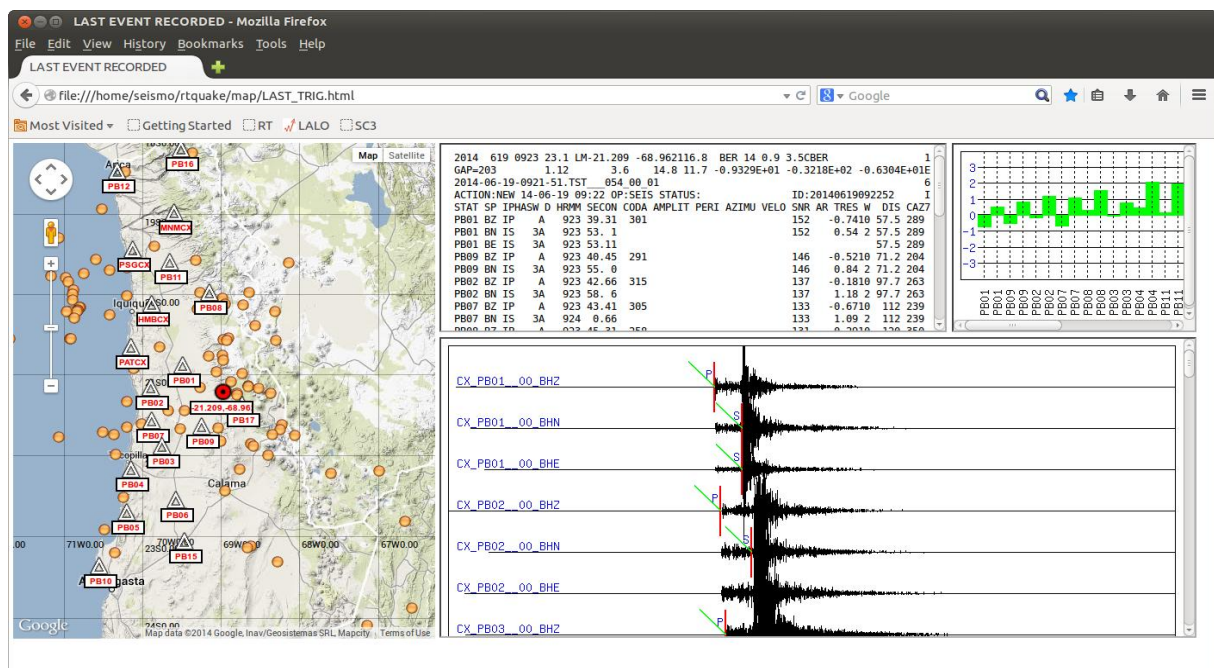 LAST EVENT RECORDED - Mozilla Firefox
File Edit View History Bookmarks Tools Help
LAST EVENT RECORDED
file:///home/seismo/rtquake/map/LAST_TRIG.html
Google
Most Visited Getting Started RT LALO SC3
Map Satellite
Arica
PB16
PB12
MNMCX
PSGCX
PB11
Iquique
PB08
HMBCX
PATCX
PB01
PB02
-21.209,-68.96
PB17
PB07
PB09
PB03
PB04
Calama
PB06
PB05
71W0.00 70W0.00 68W0.00 67W0.00
PB15
PB10
Google
Map data ©2014 Google, Inav/Geosistemas SRL, Mapcity Terms of Use
2014  619 0923 23.1 LM-21.209 -68.962116.8  BER 14 0.9 3.5CBER 1
GAP=203 1.12 3.6 14.8 11.7 -0.9329E+01 -0.3218E+02 -0.6304E+01E
2014-06-19-0921-51.TST___054_00_01 6
ACTION:NEW 14-06-19 09:22 OP:SEIS STATUS: ID:20140619092252 I
STAT SP IPHASW D HRMM SECON CODA AMPLIT PERI AZIMU VELO SNR AR TRES W  DIS CAZ7
PB01 BZ IP A 923 39.31 301 152 -0.7410 57.5 289
PB01 BN IS 3A 923 53. 1 152 0.54 2 57.5 289
PB01 BE IS 3A 923 53.11 57.5 289
PB09 BZ IP A 923 40.45 291 146 -0.5210 71.2 204
PB09 BN IS 3A 923 55. 0 146 0.84 2 71.2 204
PB02 BZ IP A 923 42.66 315 137 -0.1810 97.7 263
PB02 BN IS 3A 923 58. 6 137 1.18 2 97.7 263
PB07 BZ IP A 923 43.41 305 133 -0.6710 112 239
PB07 BN IS 3A 924 0.66 133 1.09 2 112 239
3
2
1
0
-1
-2
-3
PB01 PB01 PB09 PB09 PB02 PB02 PB07 PB07 PB08 PB08 PB03 PB03 PB04 PB04 PB11 PB11
CX_PB01__00_BHZ P
CX_PB01__00_BHN S
CX_PB01__00_BHE S
CX_PB02__00_BHZ P
CX_PB02__00_BHN S
CX_PB02__00_BHE
CX_PB03__00_BHZ P